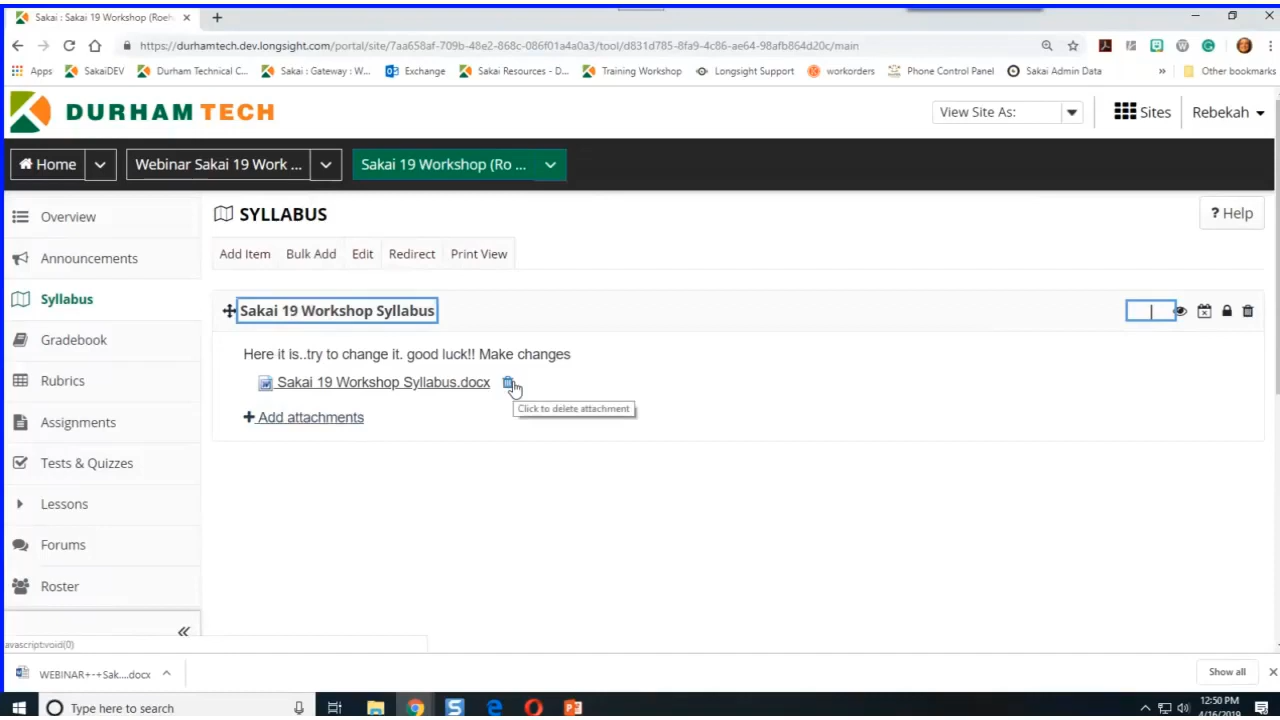 Sakai : Sakai 19 Workshop (Roeh
https://durhamtech.dev.longsight.com/portal/site/7aa658af-709b-48e2-868c-086f01a4a0a3/tool/d831d785-8fa9-4c86-ae64-98afb864d20c/main
Apps SakaiDEV Durham Technical C... Sakai : Gateway : W... Exchange Sakai Resources - D... Training Workshop Longsight Support workorders Phone Control Panel Sakai Admin Data » Other bookmarks
DURHAM TECH
View Site As: Sites Rebekah
Home Webinar Sakai 19 Work ... Sakai 19 Workshop (Ro ...
Overview
Announcements
Syllabus
Gradebook
Rubrics
Assignments
Tests & Quizzes
Lessons
Forums
Roster
SYLLABUS
? Help
Add Item Bulk Add Edit Redirect Print View
Sakai 19 Workshop Syllabus
Here it is..try to change it. good luck!! Make changes
Sakai 19 Workshop Syllabus.docx
Click to delete attachment
+ Add attachments
avascript:void(0)
WEBINAR+-+Sak....docx
Show all
Type here to search
12:50 PM
4/16/2019